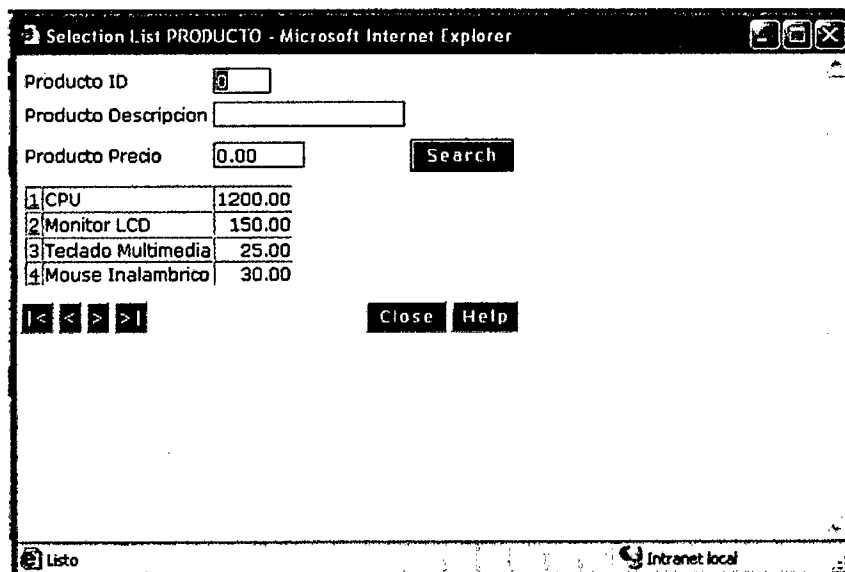 Selection List PRODUCTO - Microsoft Internet Explorer
Producto ID 0
Producto Descripcion
Producto Precio 0.00 Search
1 CPU 1200.00
2 Monitor LCD 150.00
3 Teclado Multimedia 25.00
4 Mouse Inalambrico 30.00
|< < > >| Close Help
Listo Intranet local